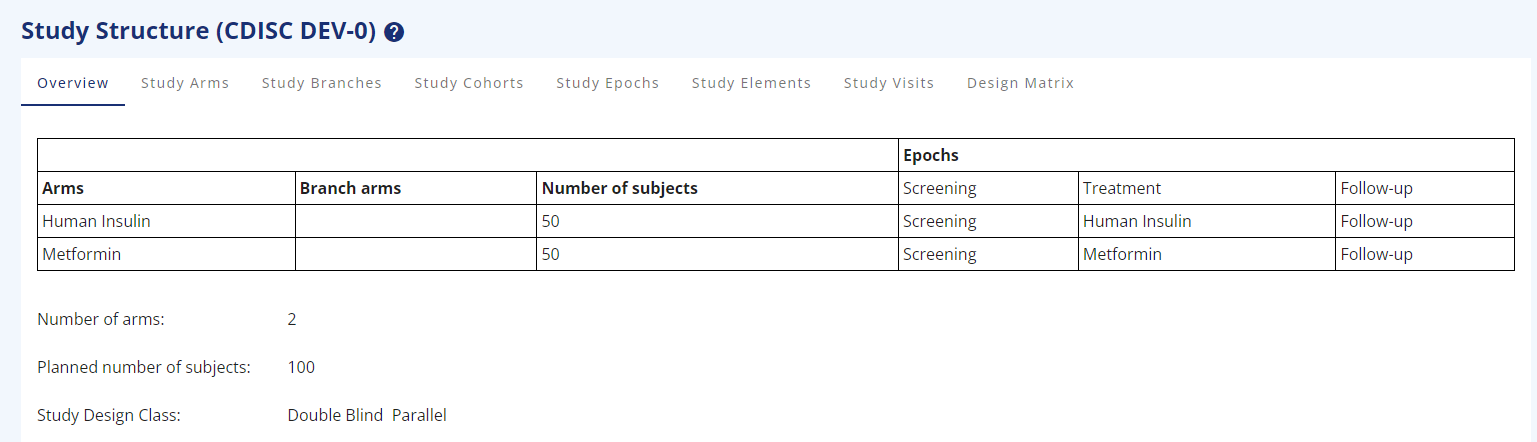 Study Structure (CDISC DEV-0) ?
Overview Study Arms Study Branches Study Cohorts Study Epochs Study Elements Study Visits Design Matrix
Epochs
Arms Branch arms Number of subjects Screening Treatment Follow-up
Human Insulin 50 Screening Human Insulin Follow-up
Metformin 50 Screening Metformin Follow-up
Number of arms: 2
Planned number of subjects: 100
Study Design Class: Double Blind Parallel